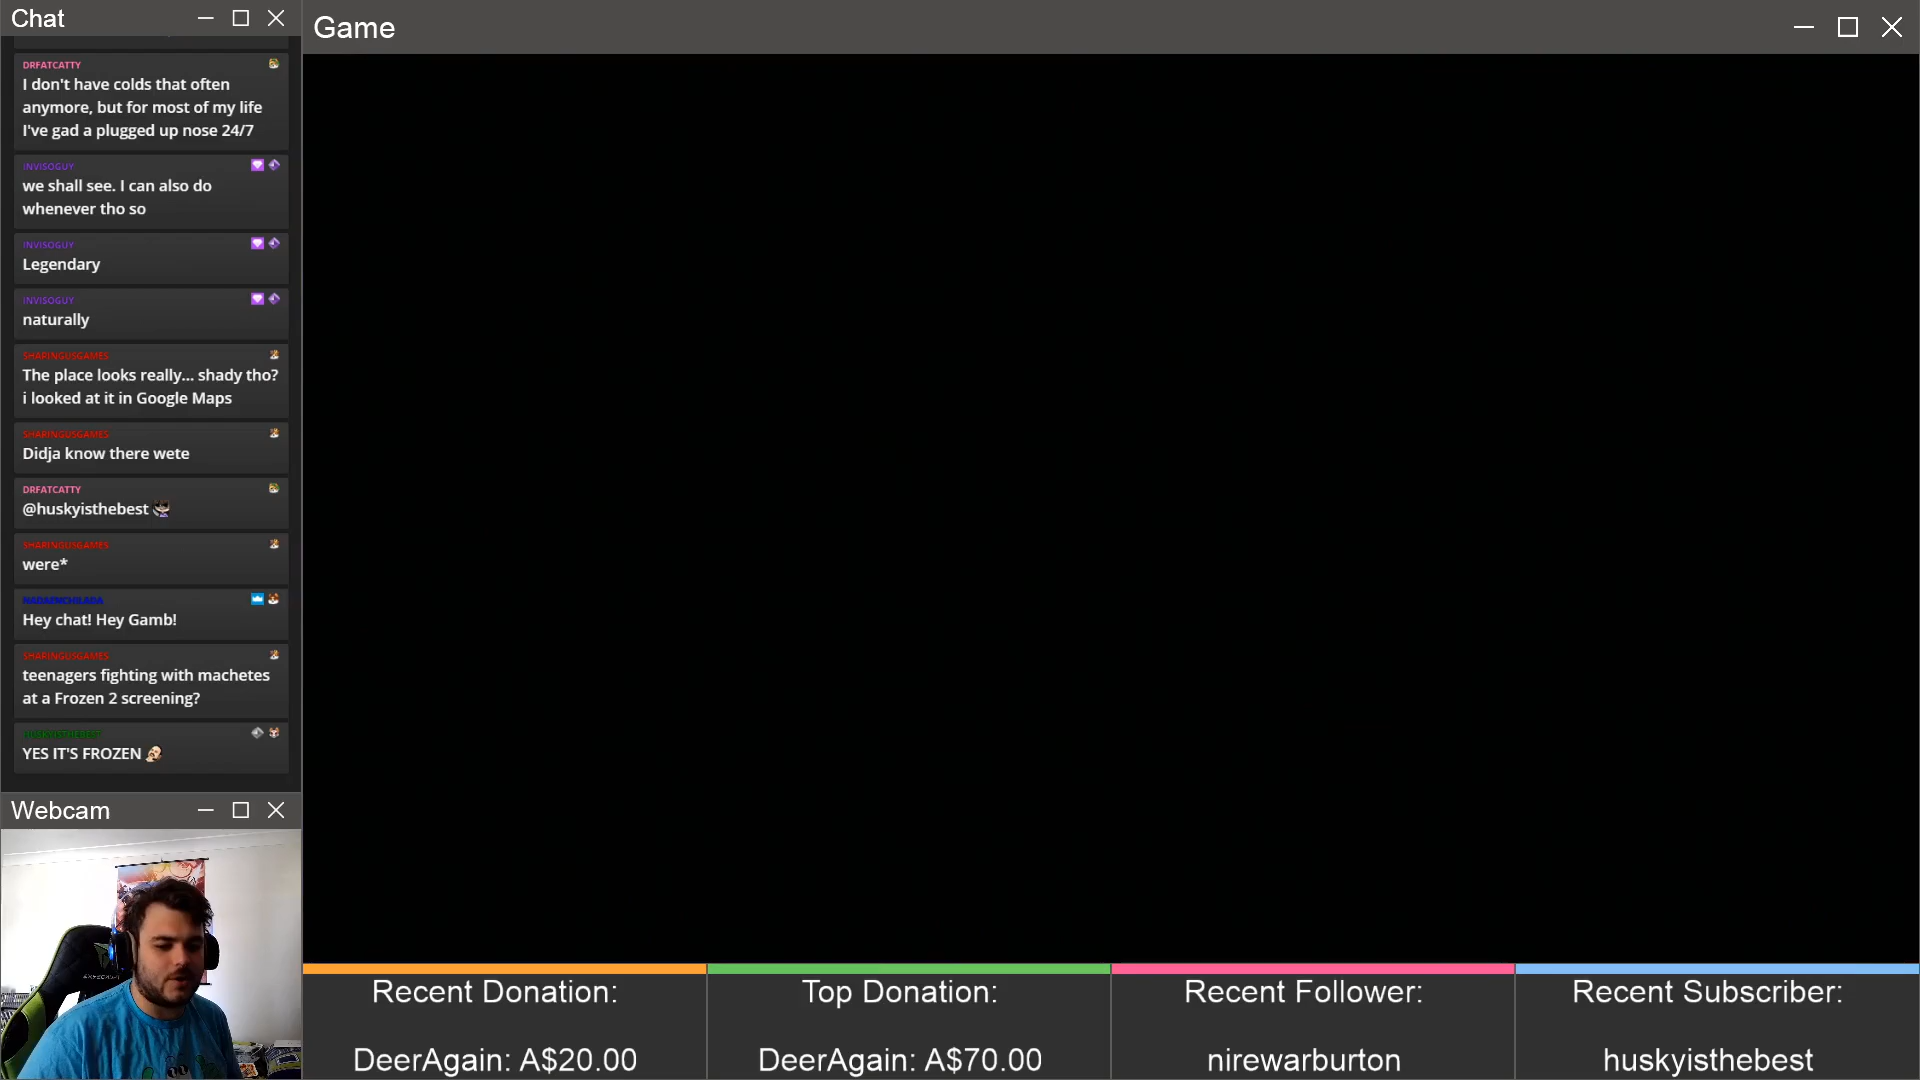 Chat
Game
DRFATCATTY
I don't have colds that often
anymore, but for most of my life
I've gad a plugged up nose 24/7
INVISOGUY
we shall see. I can also do
whenever tho so
INVISOGUY
Legendary
INVISOGUY
naturally
SHARINGUSGAMES
The place looks really... shady tho?
i looked at it in Google Maps
SHARINGUSGAMES
Didja know there wete
DRFATCATTY
@huskyisthebest
SHARINGUSGAMES
were*
Hey chat! Hey Gamb!
SHARINGUSGAMES
teenagers fighting with machetes
at a Frozen 2 screening?
HUSKYISTHEBEST
YES IT'S FROZEN
Webcam
Recent Donation:
DeerAgain: A$20.00
Top Donation:
DeerAgain: A$70.00
Recent Follower:
nirewarburton
Recent Subscriber:
huskyisthebest